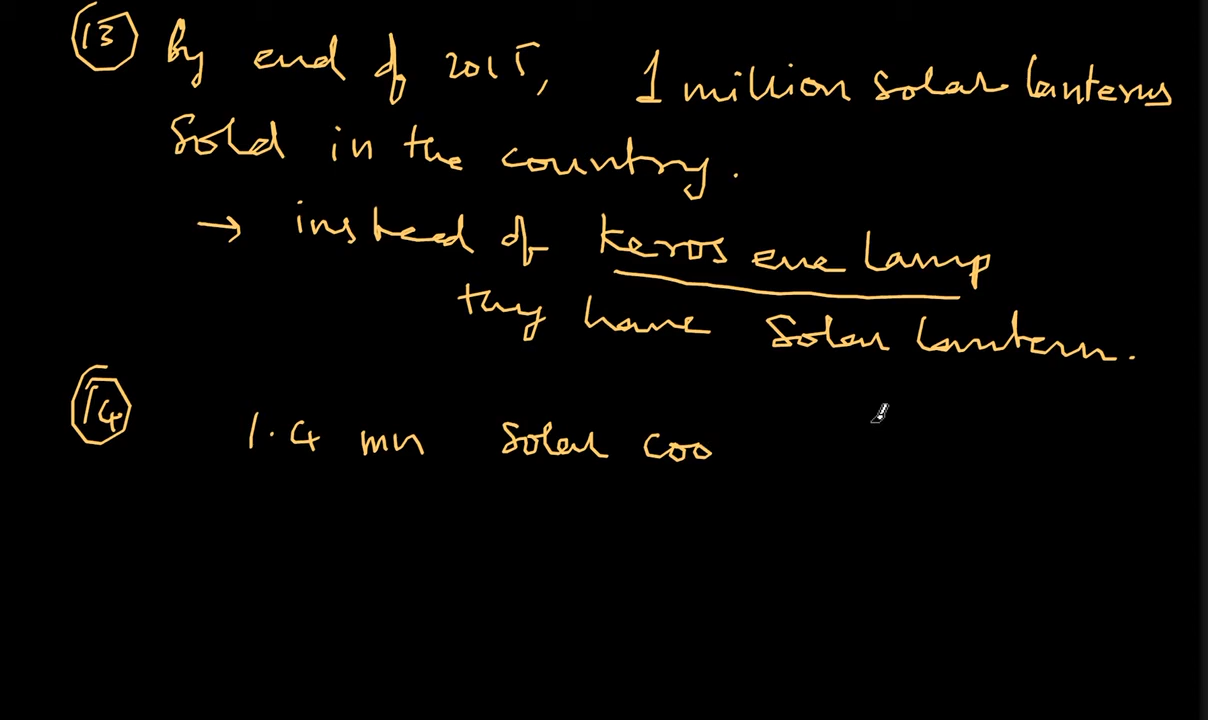 13 By end of 2015, 1 million solar lanterns
Sold in the country.
→ instead of kerosene lamp
they have Solar lantern.
14 1.4 mn solar coo